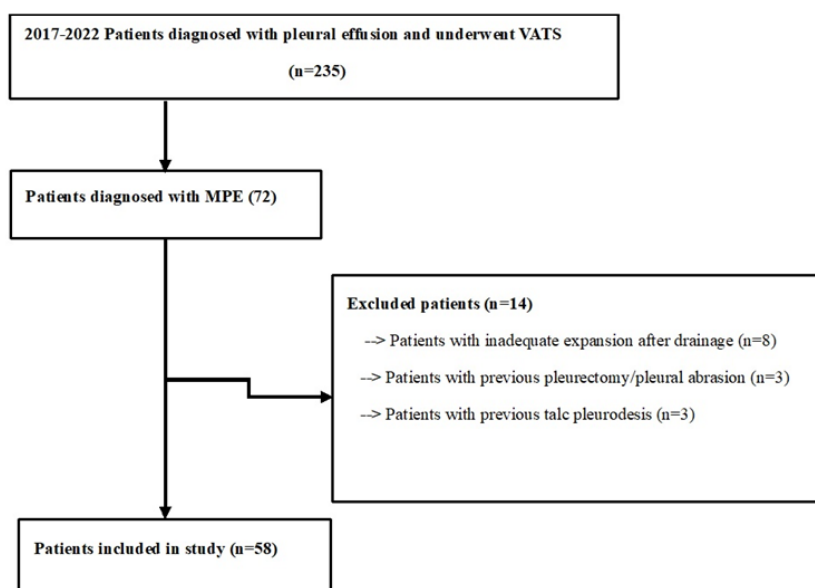 2017-2022 Patients diagnosed with pleural effusion and underwent VATS
(n=235)
Patients diagnosed with MPE (72)
Excluded patients (n=14)
--> Patients with inadequate expansion after drainage (n=8)
--> Patients with previous pleurectomy/pleural abrasion (n=3)
--> Patients with previous talc pleurodesis (n=3)
Patients included in study (n=58)